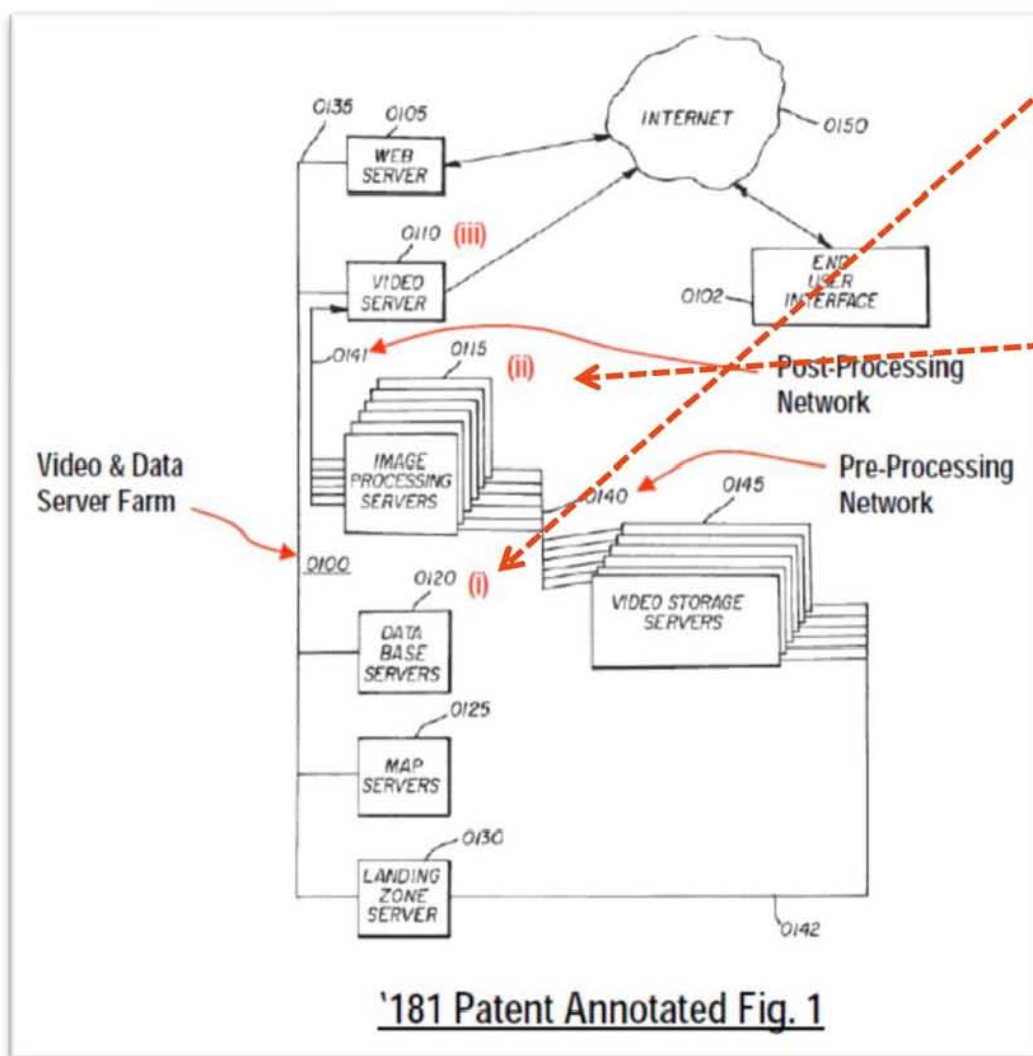 0135
0105
WEB
SERVER
INTERNET
0150
0110 (iii)
VIDEO
SERVER
END
USER
INTERFACE
0102
0141
0115
(ii)
Post-Processing
Network
IMAGE
PROCESSING
SERVERS
Video & Data
Server Farm
Pre-Processing
Network
0140
0145
0100
0120 (i)
VIDEO STORAGE
SERVERS
DATA
BASE
SERVERS
0125
MAP
SERVERS
0130
LANDING
ZONE
SERVER
0142
'181 Patent Annotated Fig. 1